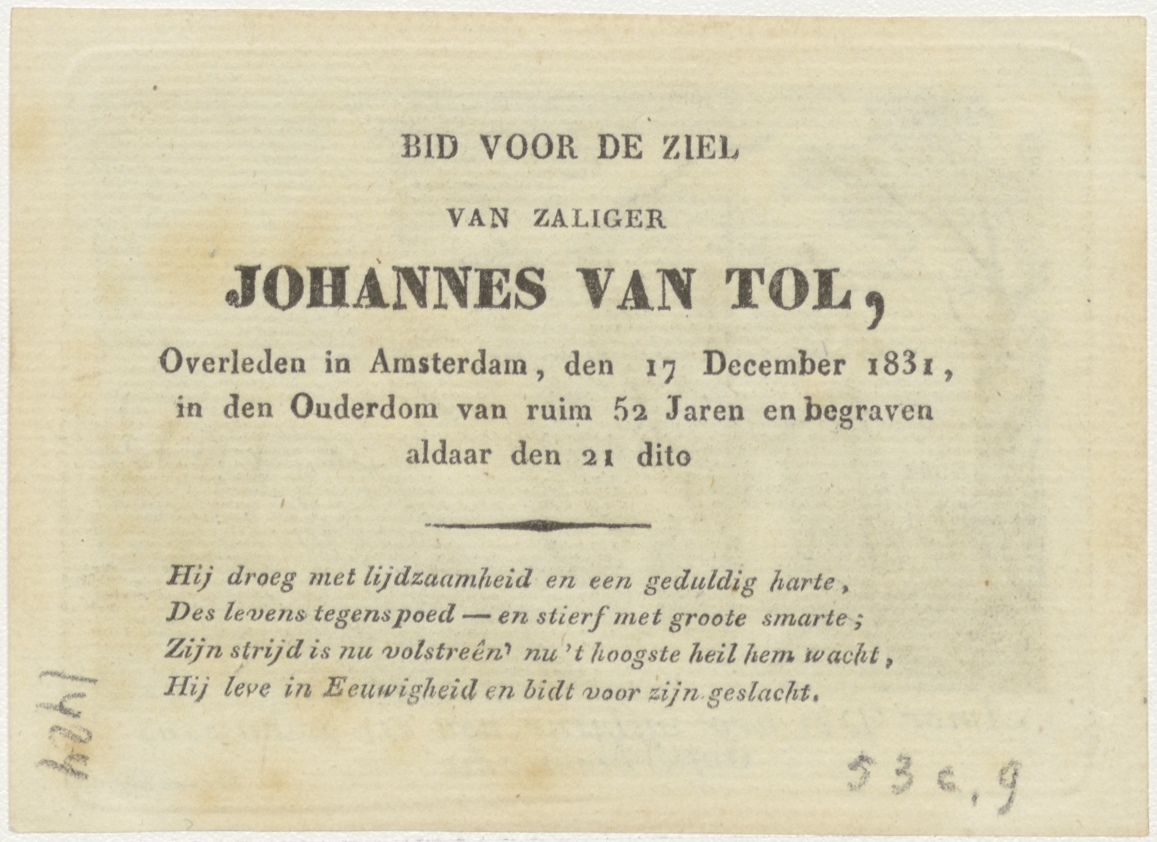 BID VOOR DE ZIEL
VAN ZALIGER
JOHANNES VAN TOL,
Overleden in Amsterdam, den 17 December 1831,
in den Ouderdom van ruim 52 Jaren en begraven
aldaar den 21 dito
Hij droeg met lijdzaamheid en een geduldig harte,
Des levens tegenspoed — en stierf met groote smarte;
Zijn strijd is nu volstreên' nu 't hoogste heil hem wacht,
Hij leve in Eeuwigheid en bidt voor zijn geslacht.
53 c, g